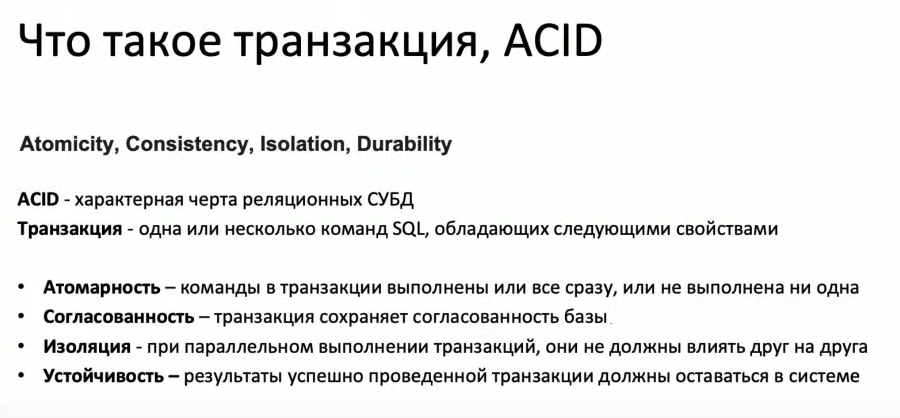 Что такое транзакция, ACID
Atomicity, Consistency, Isolation, Durability
ACID - характерная черта реляционных СУБД
Транзакция - одна или несколько команд SQL, обладающих следующими свойствами
• Атомарность – команды в транзакции выполнены или все сразу, или не выполнена ни одна
• Согласованность – транзакция сохраняет согласованность базы.
• Изоляция - при параллельном выполнении транзакций, они не должны влиять друг на друга
• Устойчивость – результаты успешно проведенной транзакции должны оставаться в системе